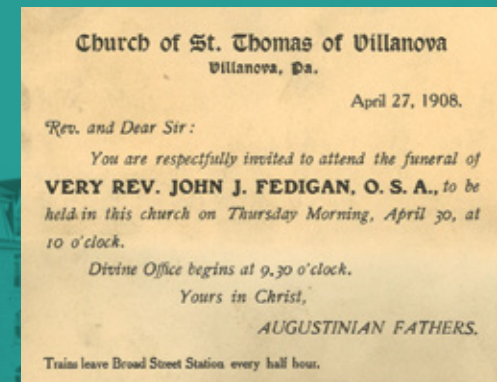 Church of St. Thomas of Villanova
Villanova, Pa.
April 27, 1908.
Rev. and Dear Sir:
You are respectfully invited to attend the funeral of
VERY REV. JOHN J. FEDIGAN, O. S. A., to be
held in this church on Thursday Morning, April 30, at
10 o'clock.
Divine Office begins at 9.30 o'clock.
Yours in Christ,
AUGUSTINIAN FATHERS.
Trains leave Broad Street Station every half hour.